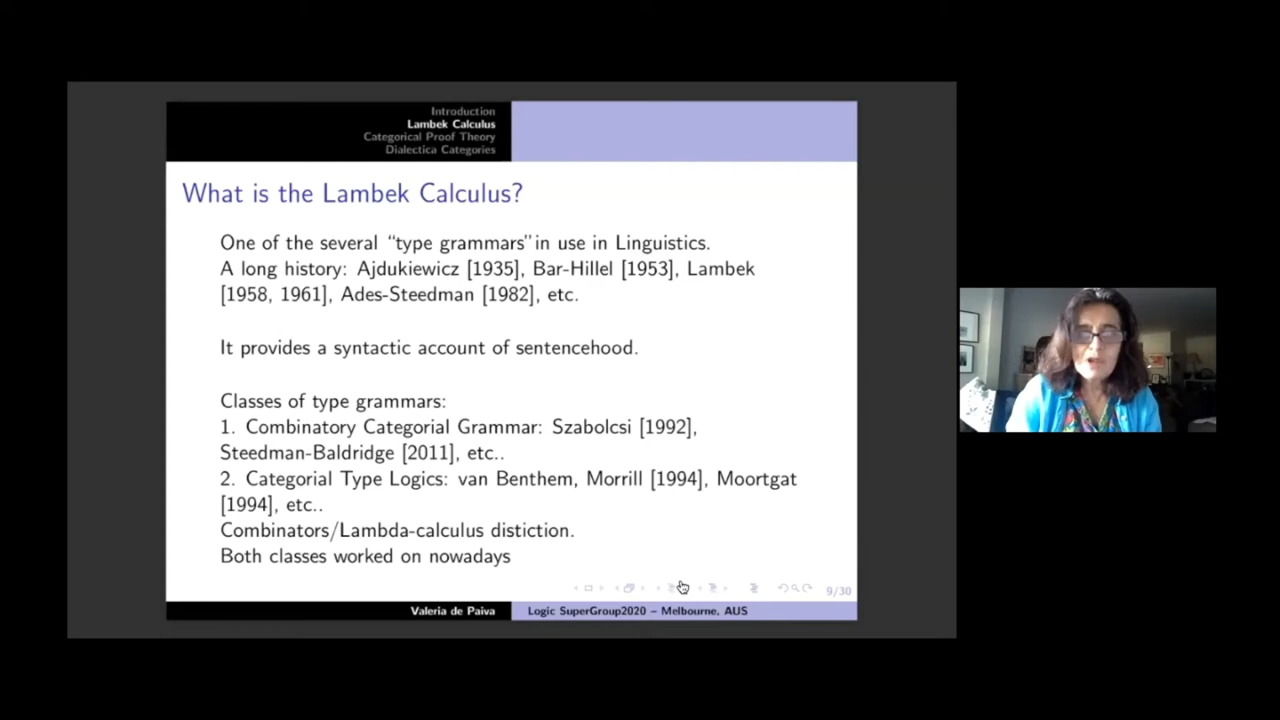 Introduction
Lambek Calculus
Categorical Proof Theory
Dialectica Categories
What is the Lambek Calculus?
One of the several “type grammars”in use in Linguistics.
A long history: Ajdukiewicz [1935], Bar-Hillel [1953], Lambek
[1958, 1961], Ades-Steedman [1982], etc.
It provides a syntactic account of sentencehood.
Classes of type grammars:
1. Combinatory Categorial Grammar: Szabolcsi [1992],
Steedman-Baldridge [2011], etc..
2. Categorial Type Logics: van Benthem, Morrill [1994], Moortgat
[1994], etc..
Combinators/Lambda-calculus distiction.
Both classes worked on nowadays
9/30
Valeria de Paiva
Logic SuperGroup2020 – Melbourne, AUS